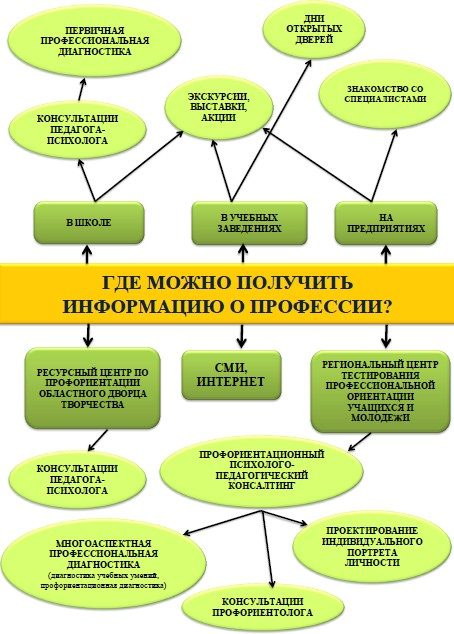 ПЕРВИЧНАЯ
ПРОФЕССИОНАЛЬНАЯ
ДИАГНОСТИКА
ДНИ
ОТКРЫТЫХ
ДВЕРЕЙ
ЭКСКУРСИИ,
ВЫСТАВКИ,
АКЦИИ
ЗНАКОМСТВО СО
СПЕЦИАЛИСТАМИ
КОНСУЛЬТАЦИИ
ПЕДАГОГА-
ПСИХОЛОГА
В ШКОЛЕ
В УЧЕБНЫХ
ЗАВЕДЕНИЯХ
НА
ПРЕДПРИЯТИЯХ
ГДЕ МОЖНО ПОЛУЧИТЬ
ИНФОРМАЦИЮ О ПРОФЕССИИ?
РЕСУРСНЫЙ ЦЕНТР ПО
ПРОФОРИЕНТАЦИИ
ОБЛАСТНОГО ДВОРЦА
ТВОРЧЕСТВА
СМИ,
ИНТЕРНЕТ
РЕГИОНАЛЬНЫЙ ЦЕНТР
ТЕСТИРОВАНИЯ
ПРОФЕССИОНАЛЬНОЙ
ОРИЕНТАЦИИ
УЧАЩИХСЯ И
МОЛОДЕЖИ
КОНСУЛЬТАЦИИ
ПЕДАГОГА-
ПСИХОЛОГА
ПРОФОРИЕНТАЦИОННЫЙ
ПСИХОЛОГО-
ПЕДАГОГИЧЕСКИЙ
КОНСАЛТИНГ
МНОГОАСПЕКТНАЯ
ПРОФЕССИОНАЛЬНАЯ
ДИАГНОСТИКА
(диагностика учебных умений,
профориентационная диагностика)
ПРОЕКТИРОВАНИЕ
ИНДИВИДУАЛЬНОГО
ПОРТРЕТА
ЛИЧНОСТИ
КОНСУЛЬТАЦИИ
ПРОФОРИЕНТОЛОГА